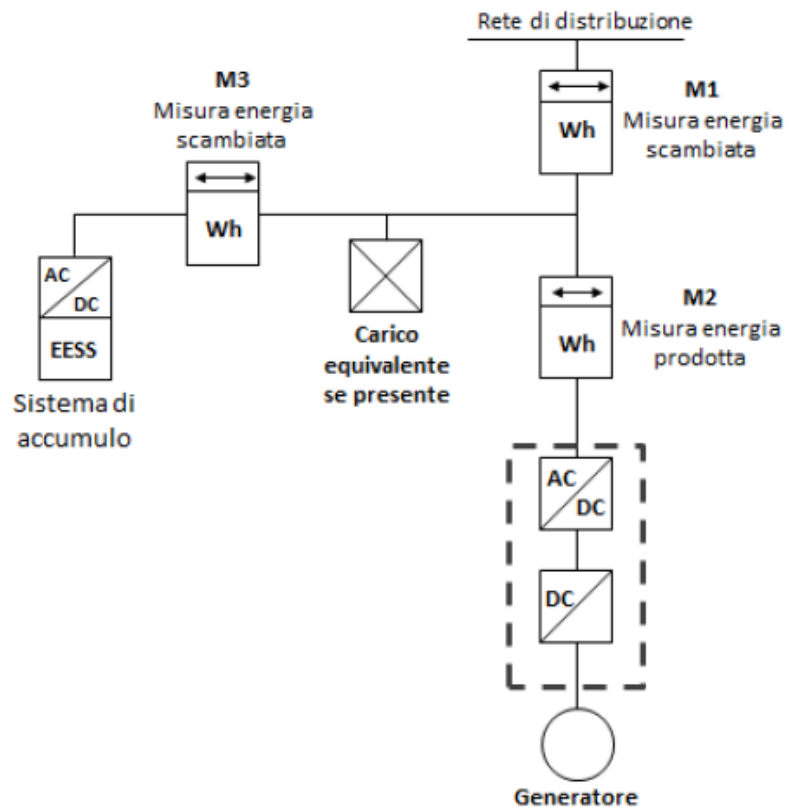 Rete di distribuzione
M3
Misura energia
scambiata
Wh
M1
Misura energia
scambiata
Wh
AC
DC
EESS
Sistema di
accumulo
Carico
equivalente
se presente
M2
Misura energia
prodotta
Wh
AC
DC
DC
Generatore